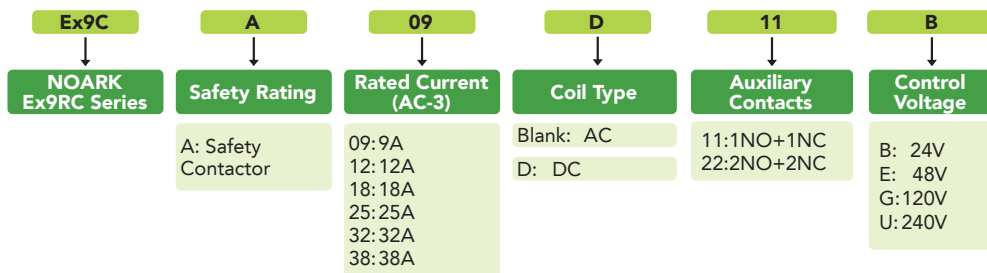 Ex9C
A
09
D
11
B
NOARK
Ex9RC Series
Safety Rating
Rated Current
(AC-3)
Coil Type
Auxiliary
Contacts
Control
Voltage
A: Safety
Contactor
09:9A
12:12A
18:18A
25:25A
32:32A
38:38A
Blank: AC
D: DC
11:1NO+1NC
22:2NO+2NC
B: 24V
E: 48V
G:120V
U:240V